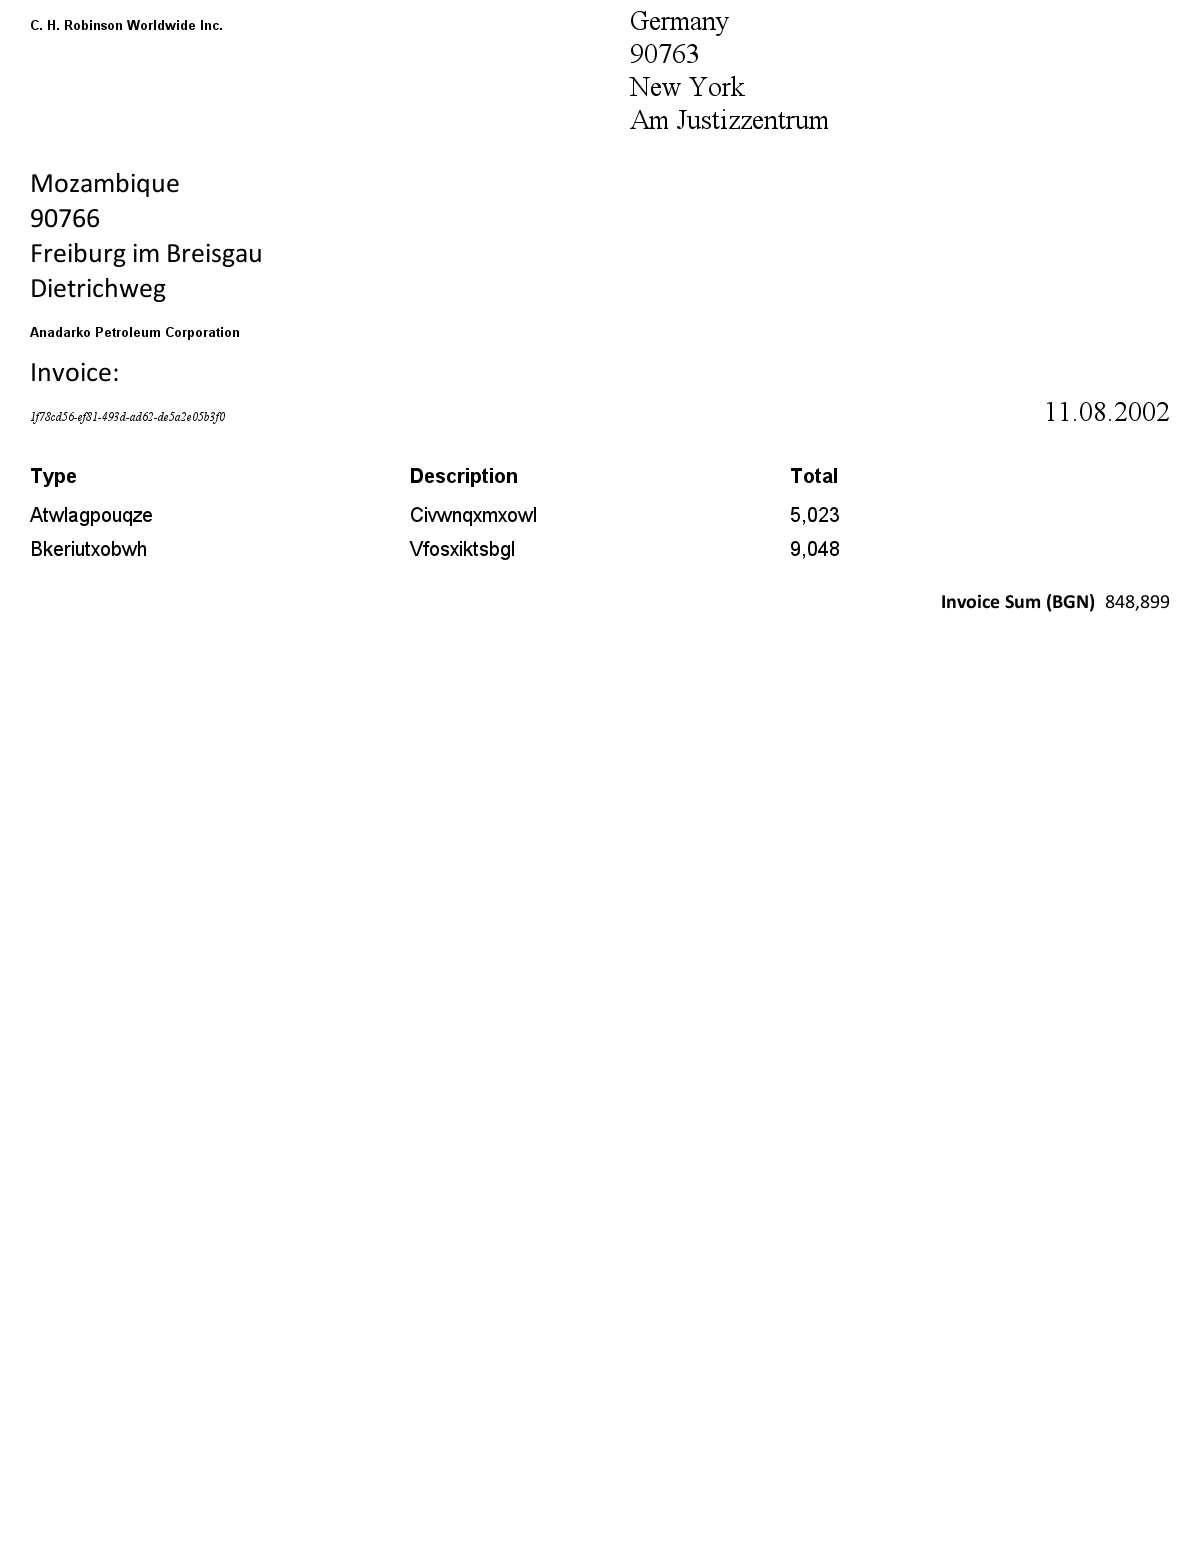 C. H. Robinson Worldwide Inc.
Germany
90763
New York
Am Justizzentrum
Mozambique
90766
Freiburg im Breisgau
Dietrichweg
Anadarko Petroleum Corporation
Invoice:
1f78cd56-ef81-493d-ad62-de5a2e05b3f0 11.08.2002
Type Description Total
Atwlagpouqze Civwnqxmxowl 5,023
Bkeriutxobwh Vfosxiktsbgl 9,048
Invoice Sum (BGN) 848,899